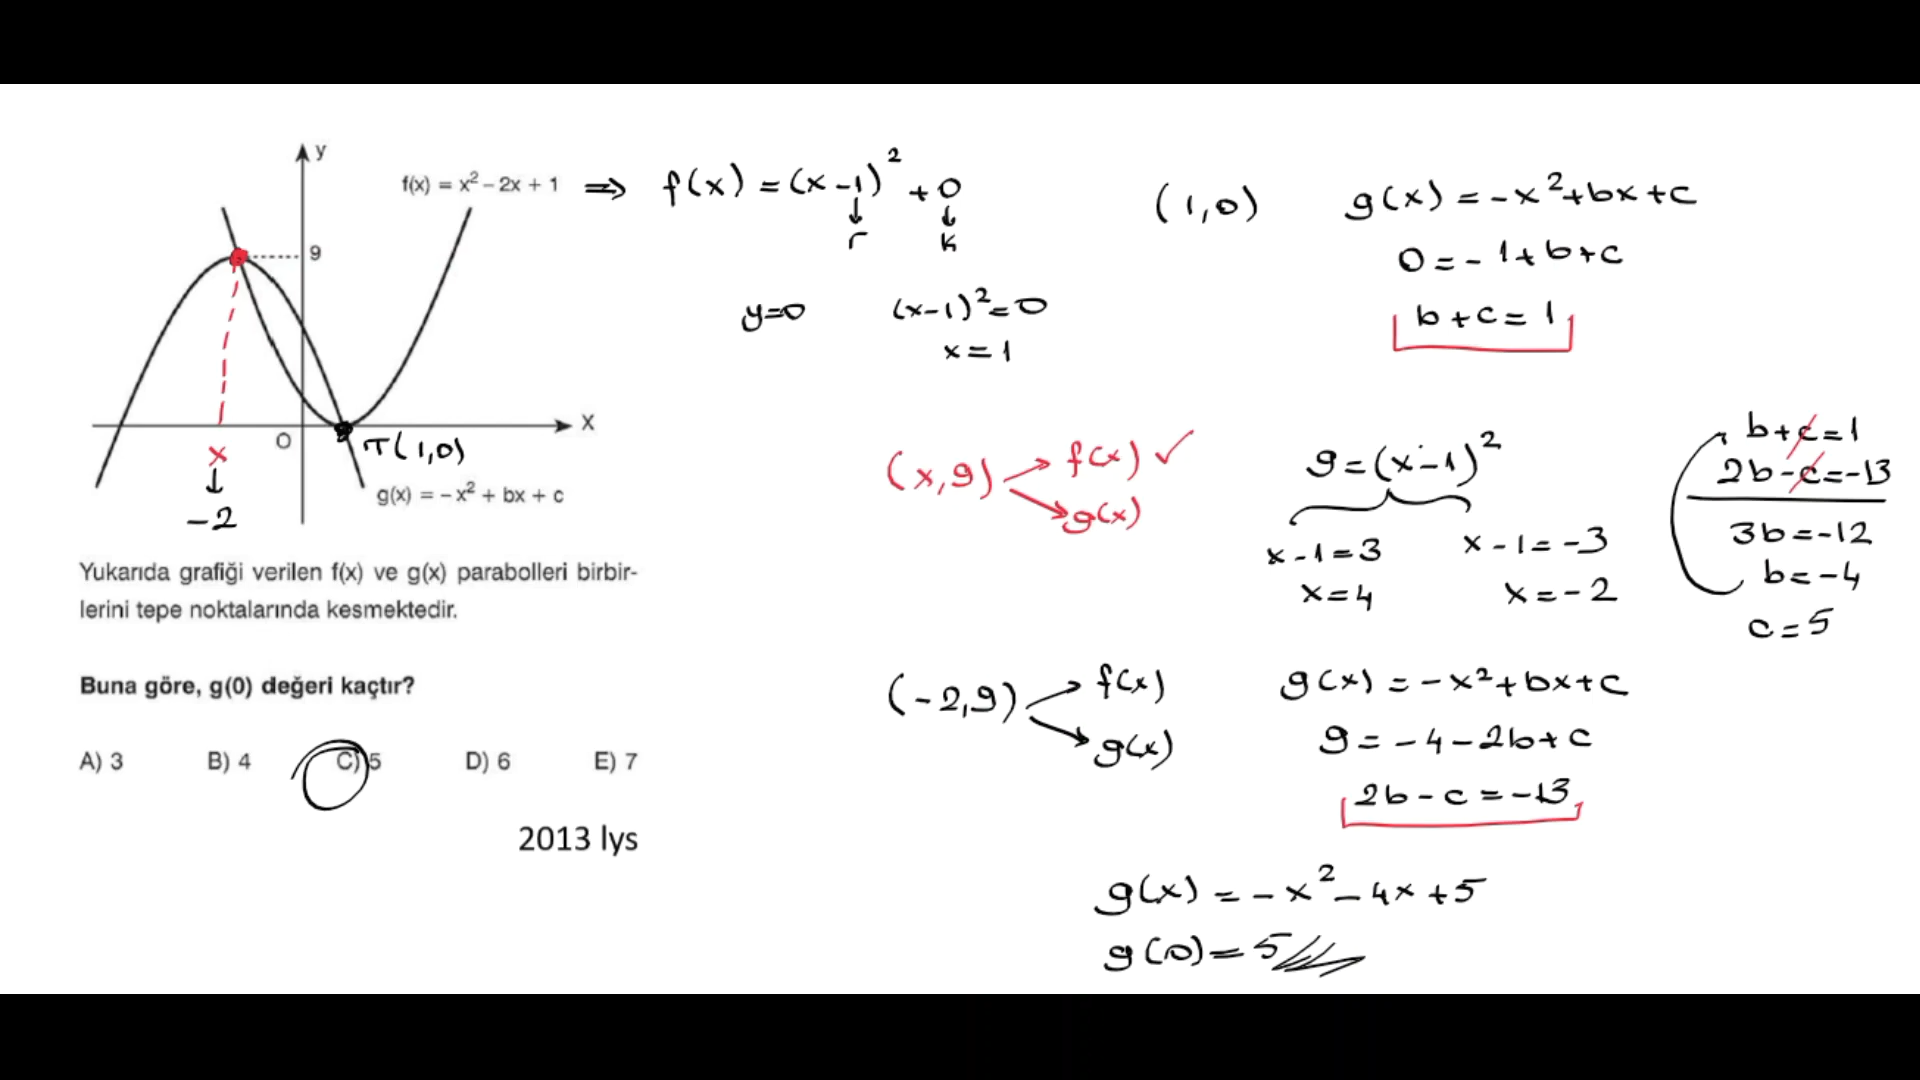 y
f(x) = x² – 2x + 1 ⇒ f(x) = (x-1)² + 0
r k
9
y=0 (x-1)²=0
x=1
O x
T(1,0)
x
↓
-2
g(x) = – x² + bx + c
Yukarıda grafiği verilen f(x) ve g(x) parabolleri birbir-
lerini tepe noktalarında kesmektedir.
Buna göre, g(0) değeri kaçtır?
A) 3 B) 4 C) 5 D) 6 E) 7
2013 lys
(1,0) g(x) = -x²+bx+c
0 = -1+b+c
b+c=1
(x,9) → f(x) ✓
→ g(x)
9=(x-1)²
x-1=3 x-1=-3
x=4 x=-2
b+c=1
2b-c=-13
3b=-12
b=-4
c=5
(-2,9) → f(x)
→ g(x)
g(x) = -x²+bx+c
9 = -4-2b+c
2b-c=-13
g(x) = -x²-4x+5
g(0)=5